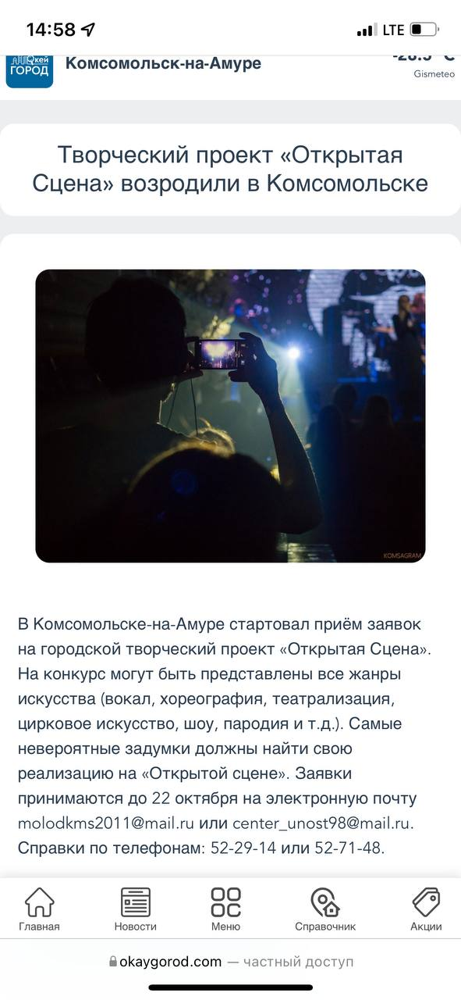 14:58
LTE
Окей
ГОРОД
Комсомольск-на-Амуре
Gismeteo
Творческий проект «Открытая
Сцена» возродили в Комсомольске
KOMSAGRAM
В Комсомольске-на-Амуре стартовал приём заявок
на городской творческий проект «Открытая Сцена».
На конкурс могут быть представлены все жанры
искусства (вокал, хореография, театрализация,
цирковое искусство, шоу, пародия и т.д.). Самые
невероятные задумки должны найти свою
реализацию на «Открытой сцене». Заявки
принимаются до 22 октября на электронную почту
molodkms2011@mail.ru или center_unost98@mail.ru.
Справки по телефонам: 52-29-14 или 52-71-48.
Главная
Новости
Меню
Справочник
Акции
okaygorod.com — частный доступ